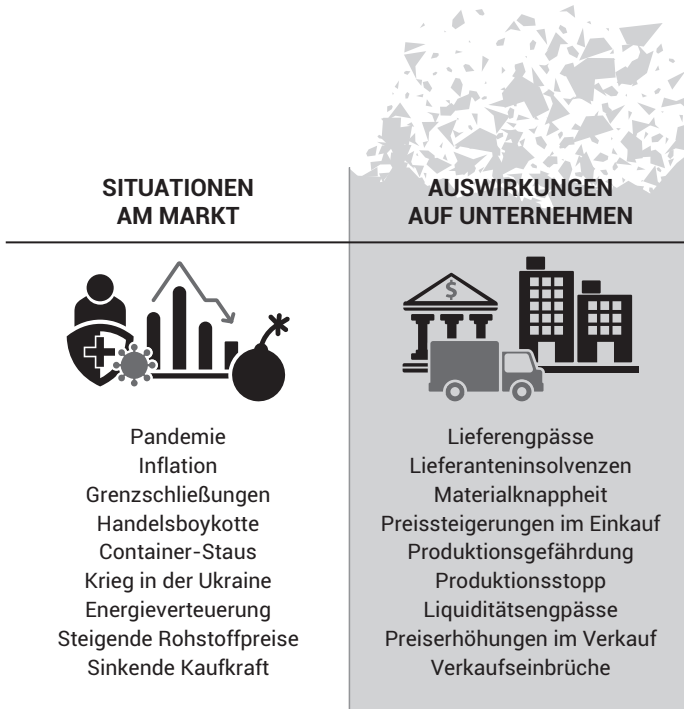 SITUATIONEN
AM MARKT
Pandemie
Inflation
Grenzschließungen
Handelsboykotte
Container-Staus
Krieg in der Ukraine
Energieverteuerung
Steigende Rohstoffpreise
Sinkende Kaufkraft
AUSWIRKUNGEN
AUF UNTERNEHMEN
$
Lieferengpässe
Lieferanteninsolvenzen
Materialknappheit
Preissteigerungen im Einkauf
Produktionsgefährdung
Produktionsstopp
Liquiditätsengpässe
Preiserhöhungen im Verkauf
Verkaufseinbrüche